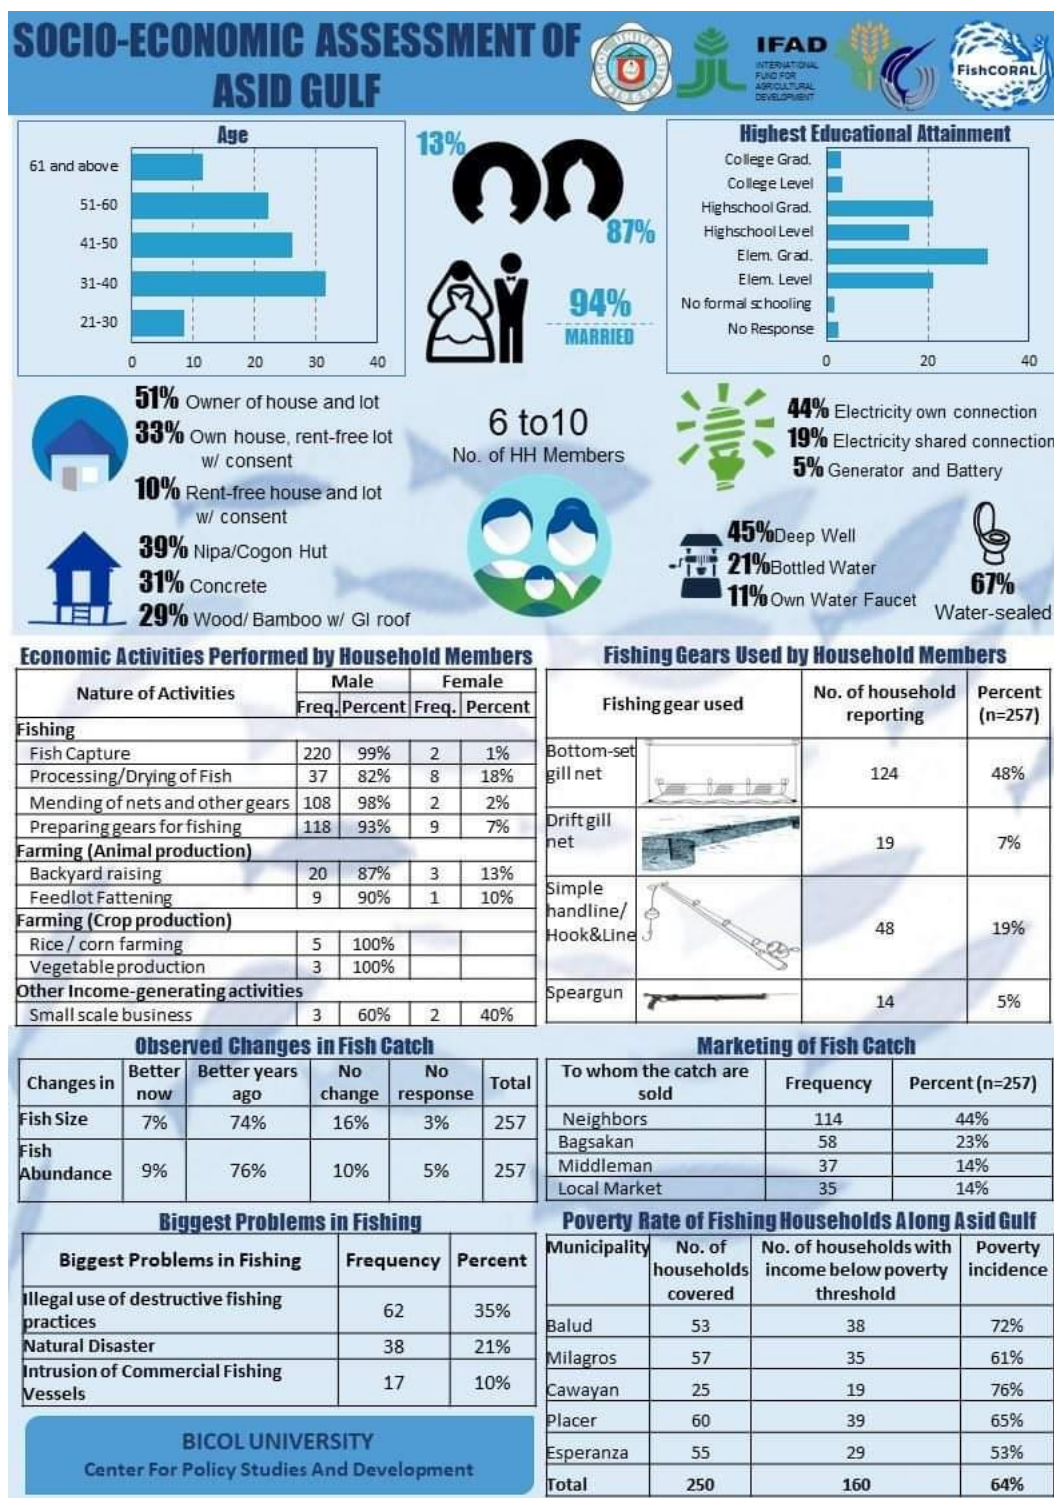 SOCIO-ECONOMIC ASSESSMENT OF
ASID GULF
IFAD
INTERNATIONAL
FUND FOR
AGRICULTURAL
DEVELOPMENT
FishCORAL
Age
61 and above
51-60
41-50
31-40
21-30
0 10 20 30 40
13%
87%
94%
MARRIED
Highest Educational Attainment
College Grad.
College Level
Highschool Grad.
Highschool Level
Elem. Grad.
Elem. Level
No formal schooling
No Response
0 20 40
51% Owner of house and lot
33% Own house, rent-free lot
w/ consent
10% Rent-free house and lot
w/ consent
39% Nipa/Cogon Hut
31% Concrete
29% Wood/ Bamboo w/ GI roof
6 to10
No. of HH Members
44% Electricity own connection
19% Electricity shared connection
5% Generator and Battery
45%Deep Well
21%Bottled Water
11% Own Water Faucet
67%
Water-sealed
Economic Activities Performed by Household Members
Nature of Activities Male Female
Freq. Percent Freq. Percent
Fishing
Fish Capture 220 99% 2 1%
Processing/Drying of Fish 37 82% 8 18%
Mending of nets and other gears 108 98% 2 2%
Preparing gears for fishing 118 93% 9 7%
Farming (Animal production)
Backyard raising 20 87% 3 13%
Feedlot Fattening 9 90% 1 10%
Farming (Crop production)
Rice / corn farming 5 100%
Vegetable production 3 100%
Other Income-generating activities
Small scale business 3 60% 2 40%
Fishing Gears Used by Household Members
Fishing gear used No. of household reporting Percent (n=257)
Bottom-set
gill net 124 48%
Drift gill
net 19 7%
Simple
handline/
Hook&Line 48 19%
Speargun 14 5%
Observed Changes in Fish Catch
Changes in Better now Better years ago No change No response Total
Fish Size 7% 74% 16% 3% 257
Fish
Abundance 9% 76% 10% 5% 257
Marketing of Fish Catch
To whom the catch are sold Frequency Percent (n=257)
Neighbors 114 44%
Bagsakan 58 23%
Middleman 37 14%
Local Market 35 14%
Biggest Problems in Fishing
Biggest Problems in Fishing Frequency Percent
Illegal use of destructive fishing
practices 62 35%
Natural Disaster 38 21%
Intrusion of Commercial Fishing
Vessels 17 10%
Poverty Rate of Fishing Households Along Asid Gulf
Municipality No. of households covered No. of households with income below poverty threshold Poverty incidence
Balud 53 38 72%
Milagros 57 35 61%
Cawayan 25 19 76%
Placer 60 39 65%
Esperanza 55 29 53%
Total 250 160 64%
BICOL UNIVERSITY
Center For Policy Studies And Development